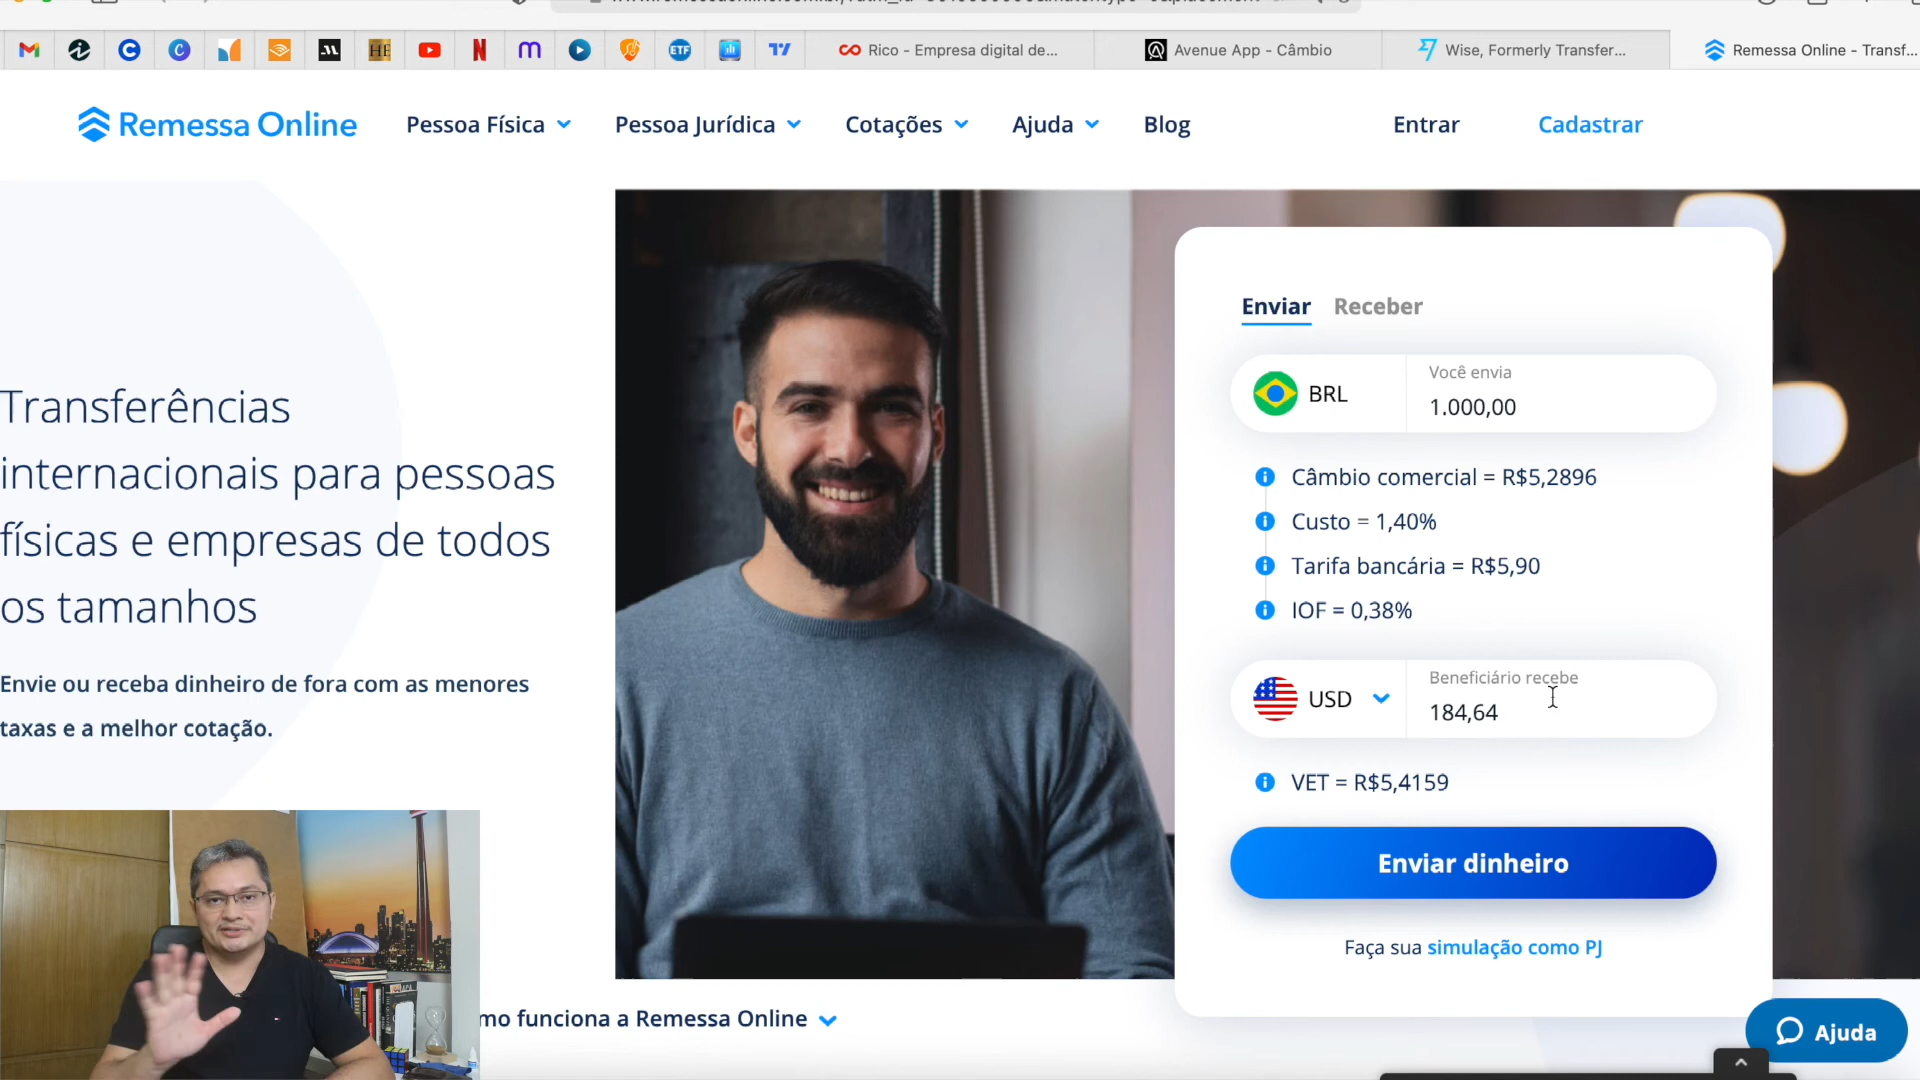 Rico - Empresa digital de...
Avenue App - Câmbio
Wise, Formerly Transfer...
Remessa Online - Transf...
Remessa Online
Pessoa Física
Pessoa Jurídica
Cotações
Ajuda
Blog
Entrar
Cadastrar
Transferências
internacionais para pessoas
físicas e empresas de todos
os tamanhos
Envie ou receba dinheiro de fora com as menores
taxas e a melhor cotação.
Enviar
Receber
BRL
Você envia
1.000,00
Câmbio comercial = R$5,2896
Custo = 1,40%
Tarifa bancária = R$5,90
IOF = 0,38%
USD
Beneficiário recebe
184,64
VET = R$5,4159
Enviar dinheiro
Faça sua simulação como PJ
mo funciona a Remessa Online
Ajuda